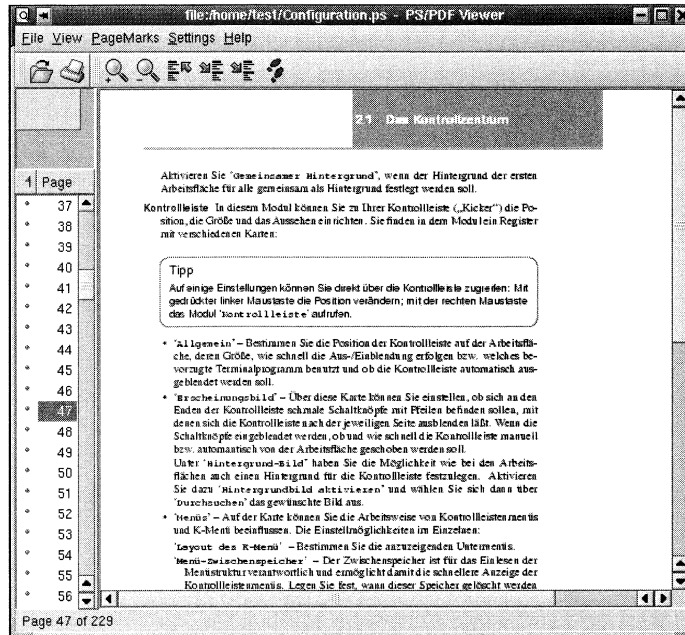 file:/home/test/Configuration.ps - PS/PDF Viewer
File View PageMarks Settings Help
2.1 Das Kontrollzentrum
4 Page
37
38
39
40
41
42
43
44
45
46
47
48
49
50
51
52
53
54
55
56
Aktivieren Sie 'Gemeinsamer Hintergrund', wenn der Hintergrund der ersten
Arbeitsfläche für alle gemeinsam als Hintergrund festlegt werden soll.
Kontrollleiste In diesem Modul können Sie zu Ihrer Kontrollleiste („Kicker“) die Po-
sition, die Größe und das Aussehen einrichten. Sie finden in dem Modul ein Register
mit verschiedenen Karten:
Tipp
Auf einige Einstellungen können Sie direkt über die Kontrollleiste zugreifen: Mit
gedrückter linker Maustaste die Position verändern; mit der rechten Maustaste
das Modul 'Kontrollleiste' aufrufen.
• 'Allgemein' – Bestimmen Sie die Position der Kontrollleiste auf der Arbeitsflä-
che, deren Größe, wie schnell die Aus-/Einblendung erfolgen bzw. welches be-
vorzugte Terminalprogramm benutzt und ob die Kontrollleiste automatisch aus-
geblendet werden soll.
• 'Erscheinungsbild' – Über diese Karte können Sie einstellen, ob sich an den
Enden der Kontrollleiste schmale Schaltknöpfe mit Pfeilen befinden sollen, mit
denen sich die Kontrollleiste nach der jeweiligen Seite ausblenden läßt. Wenn die
Schaltknöpfe eingeblendet werden, ob und wie schnell die Kontrollleiste manuell
bzw. automantisch von der Arbeitsfläche geschoben werden soll.
Unter 'Hintergrund-Bild' haben Sie die Möglichkeit wie bei den Arbeits-
flächen auch einen Hintergrund für die Kontrollleiste festzulegen. Aktivieren
Sie dazu 'Hintergrundbild aktivieren' und wählen Sie sich dann über
'Durchsuchen' das gewünschte Bild aus.
• 'Menüs' – Auf der Karte können Sie die Arbeitsweise von Kontrollleistenmenüs
und K-Menü beeinflussen. Die Einstellmöglichkeiten im Einzelnen:
'Layout des K-Menü' – Bestimmen Sie die anzuzeigenden Untermenüs.
'Menü-Zwischenspeicher' – Der Zwischenspeicher ist für das Einlesen der
Menüstruktur verantwortlich und ermöglicht damit die schnellere Anzeige der
Kontrollleistenmenüs. Legen Sie fest, wann dieser Speicher gelöscht werden
Page 47 of 229